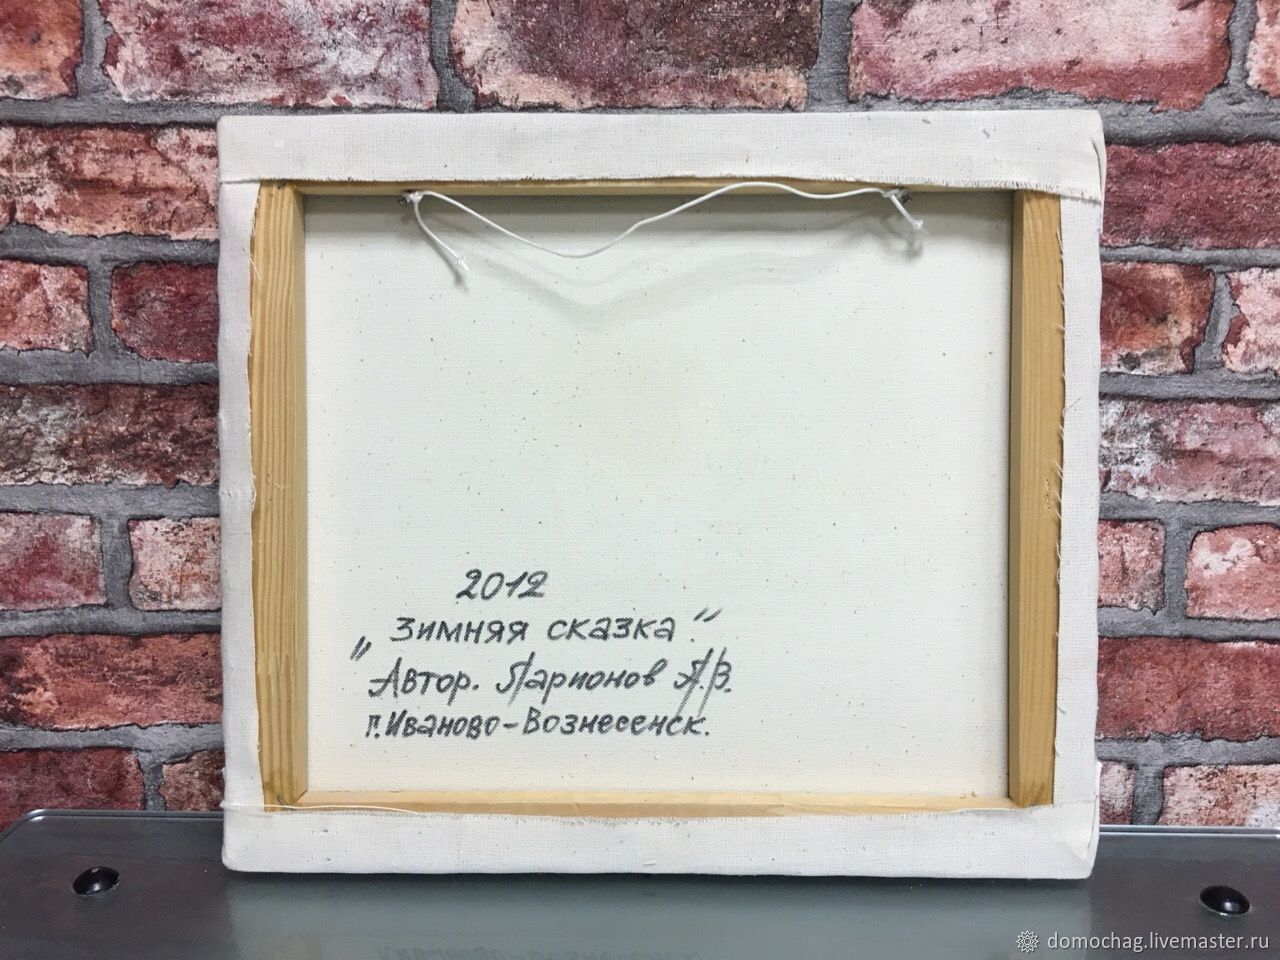 2012
„Зимняя сказка."
Автор. Ларионов А.В.
г. Иваново-Вознесенск.
domochag.livemaster.ru